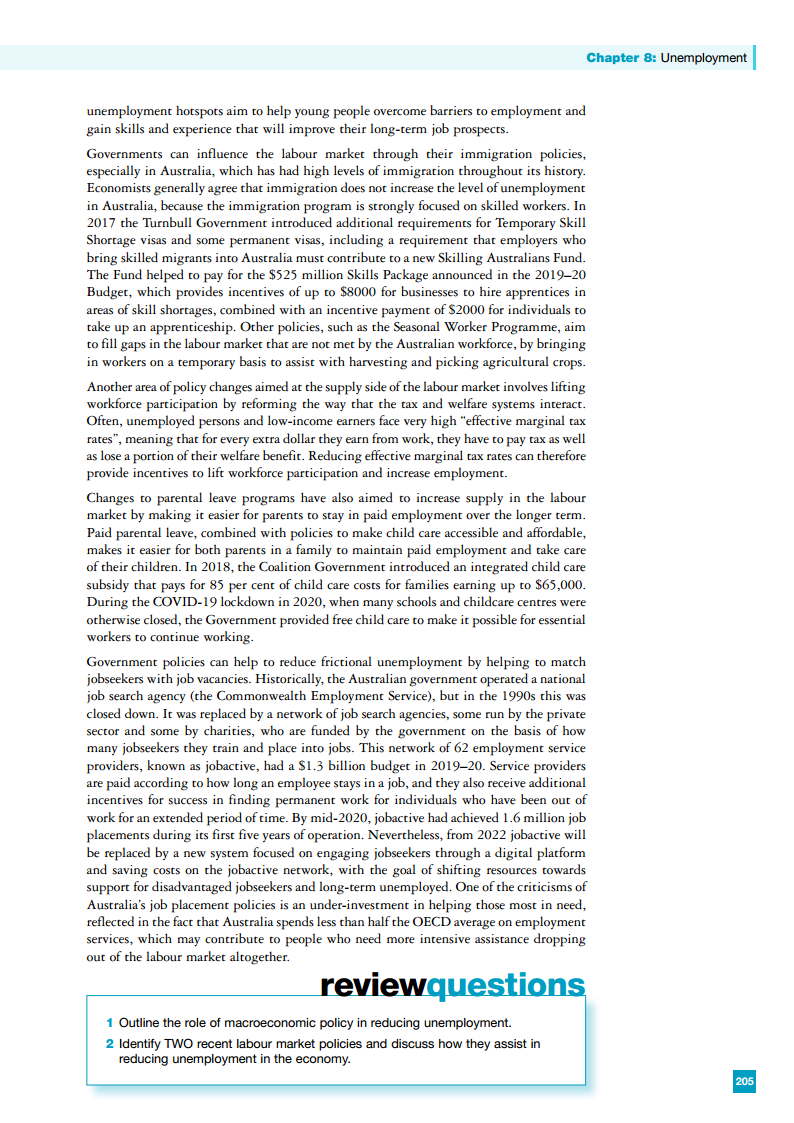 Chapter 8: Unemployment
unemployment hotspots aim to help young people overcome barriers to employment and
gain skills and experience that will improve their long-term job prospects.
Governments can influence the labour market through their immigration policies,
especially in Australia, which has had high levels of immigration throughout its history.
Economists generally agree that immigration does not increase the level of unemployment
in Australia, because the immigration program is strongly focused on skilled workers. In
2017 the Turnbull Government introduced additional requirements for Temporary Skill
Shortage visas and some permanent visas, including a requirement that employers who
bring skilled migrants into Australia must contribute to a new Skilling Australians Fund.
The Fund helped to pay for the $525 million Skills Package announced in the 2019–20
Budget, which provides incentives of up to $8000 for businesses to hire apprentices in
areas of skill shortages, combined with an incentive payment of $2000 for individuals to
take up an apprenticeship. Other policies, such as the Seasonal Worker Programme, aim
to fill gaps in the labour market that are not met by the Australian workforce, by bringing
in workers on a temporary basis to assist with harvesting and picking agricultural crops.
Another area of policy changes aimed at the supply side of the labour market involves lifting
workforce participation by reforming the way that the tax and welfare systems interact.
Often, unemployed persons and low-income earners face very high “effective marginal tax
rates”, meaning that for every extra dollar they earn from work, they have to pay tax as well
as lose a portion of their welfare benefit. Reducing effective marginal tax rates can therefore
provide incentives to lift workforce participation and increase employment.
Changes to parental leave programs have also aimed to increase supply in the labour
market by making it easier for parents to stay in paid employment over the longer term.
Paid parental leave, combined with policies to make child care accessible and affordable,
makes it easier for both parents in a family to maintain paid employment and take care
of their children. In 2018, the Coalition Government introduced an integrated child care
subsidy that pays for 85 per cent of child care costs for families earning up to $65,000.
During the COVID-19 lockdown in 2020, when many schools and childcare centres were
otherwise closed, the Government provided free child care to make it possible for essential
workers to continue working.
Government policies can help to reduce frictional unemployment by helping to match
jobseekers with job vacancies. Historically, the Australian government operated a national
job search agency (the Commonwealth Employment Service), but in the 1990s this was
closed down. It was replaced by a network of job search agencies, some run by the private
sector and some by charities, who are funded by the government on the basis of how
many jobseekers they train and place into jobs. This network of 62 employment service
providers, known as jobactive, had a $1.3 billion budget in 2019–20. Service providers
are paid according to how long an employee stays in a job, and they also receive additional
incentives for success in finding permanent work for individuals who have been out of
work for an extended period of time. By mid-2020, jobactive had achieved 1.6 million job
placements during its first five years of operation. Nevertheless, from 2022 jobactive will
be replaced by a new system focused on engaging jobseekers through a digital platform
and saving costs on the jobactive network, with the goal of shifting resources towards
support for disadvantaged jobseekers and long-term unemployed. One of the criticisms of
Australia’s job placement policies is an under-investment in helping those most in need,
reflected in the fact that Australia spends less than half the OECD average on employment
services, which may contribute to people who need more intensive assistance dropping
out of the labour market altogether.
reviewquestions
1 Outline the role of macroeconomic policy in reducing unemployment.
2 Identify TWO recent labour market policies and discuss how they assist in
reducing unemployment in the economy.
205